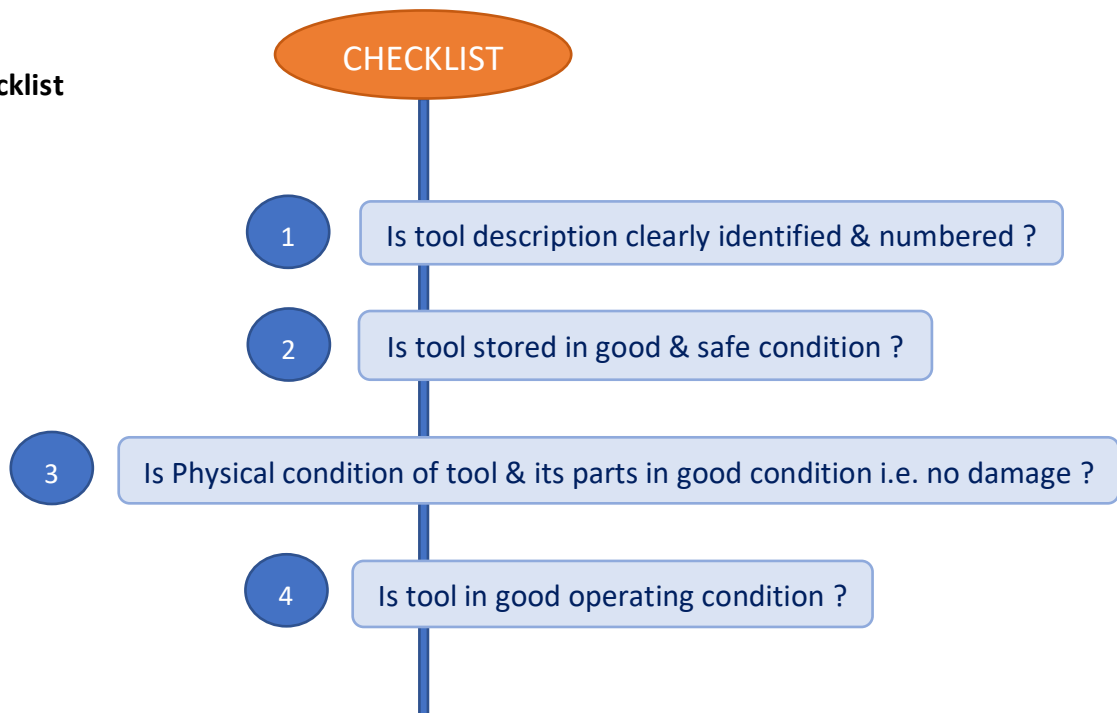 CHECKLIST
cklist
1 Is tool description clearly identified & numbered ?
2 Is tool stored in good & safe condition ?
3 Is Physical condition of tool & its parts in good condition i.e. no damage ?
4 Is tool in good operating condition ?